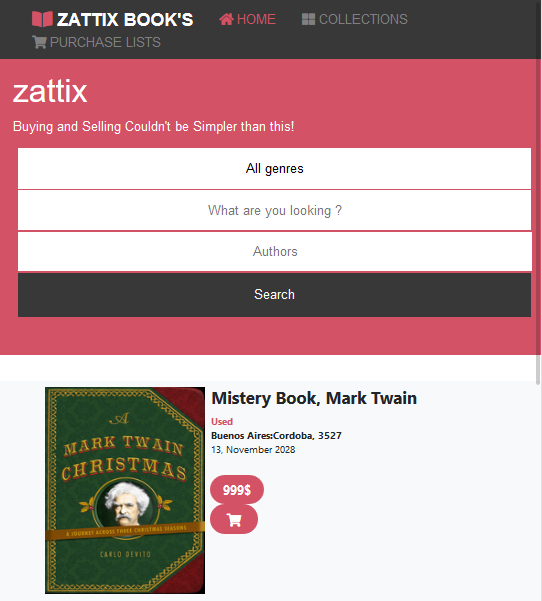 ZATTIX BOOK'S HOME COLLECTIONS
PURCHASE LISTS
zattix
Buying and Selling Couldn't be Simpler than this!
All genres
What are you looking ?
Authors
Search
Mistery Book, Mark Twain
Used
Buenos Aires:Cordoba, 3527
13, November 2028
999$
A
MARK TWAIN
CHRISTMAS
A JOURNEY ACROSS THREE CHRISTMAS SEASONS
CARLO DEVITO